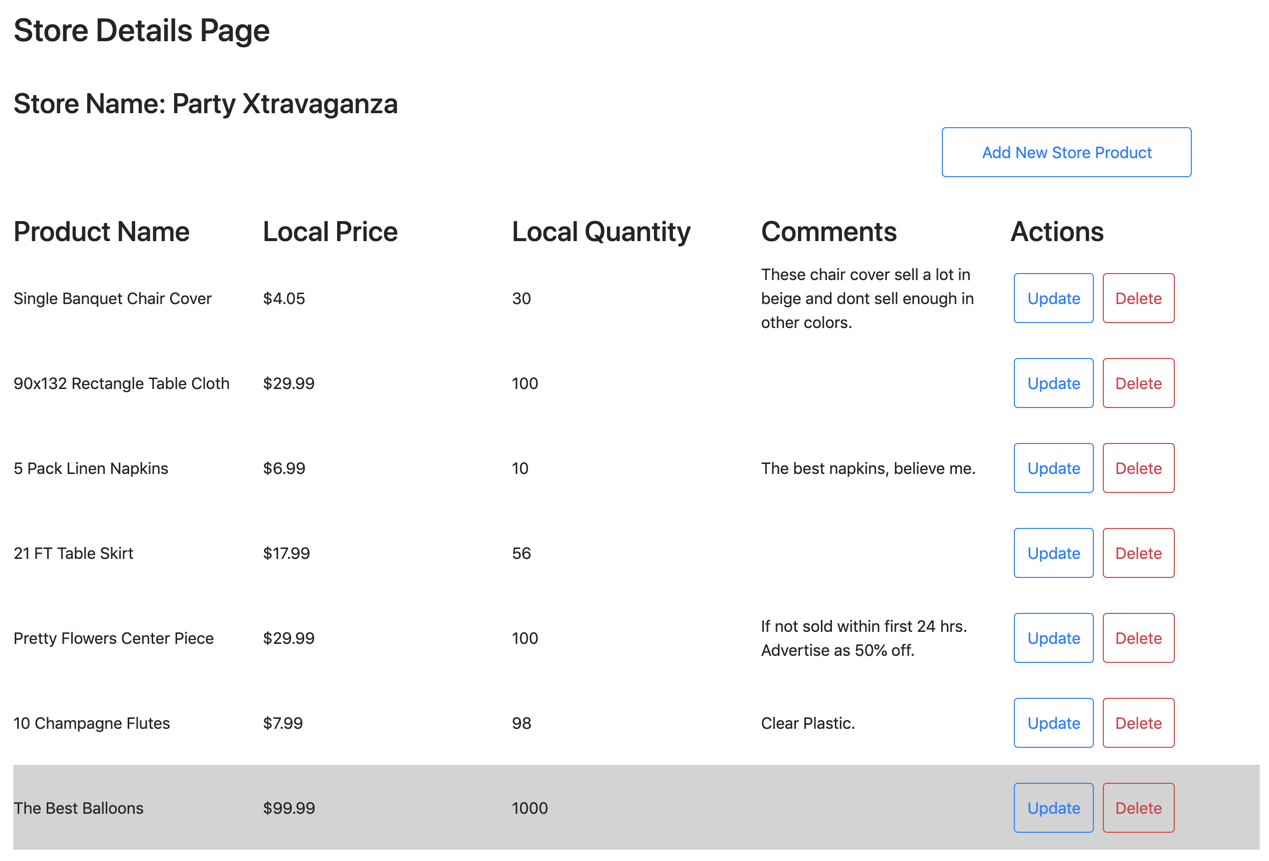 Store Details Page
Store Name: Party Xtravaganza
Add New Store Product
Product Name Local Price Local Quantity Comments Actions
Single Banquet Chair Cover $4.05 30 These chair cover sell a lot in
beige and dont sell enough in
other colors. Update Delete
90x132 Rectangle Table Cloth $29.99 100 Update Delete
5 Pack Linen Napkins $6.99 10 The best napkins, believe me. Update Delete
21 FT Table Skirt $17.99 56 Update Delete
Pretty Flowers Center Piece $29.99 100 If not sold within first 24 hrs.
Advertise as 50% off. Update Delete
10 Champagne Flutes $7.99 98 Clear Plastic. Update Delete
The Best Balloons $99.99 1000 Update Delete